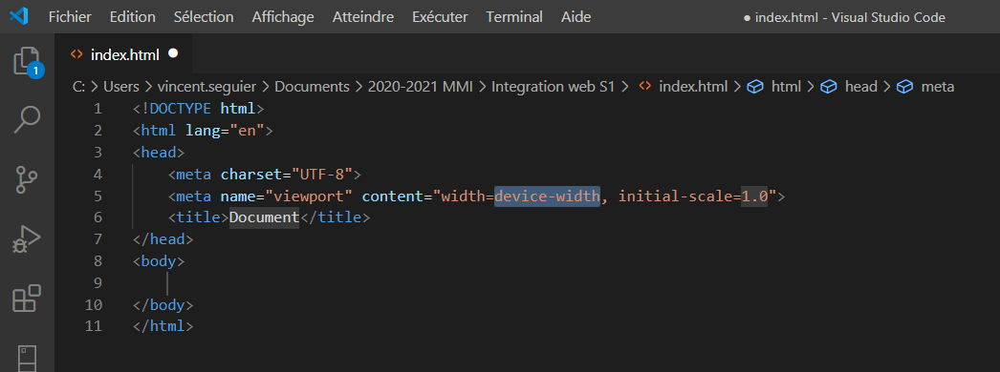 Fichier Edition Sélection Affichage Atteindre Exécuter Terminal Aide ● index.html - Visual Studio Code
index.html ●
1
C: > Users > vincent.seguier > Documents > 2020-2021 MMI > Integration web S1 > index.html > html > head > meta
1 <!DOCTYPE html>
2 <html lang="en">
3 <head>
4 <meta charset="UTF-8">
5 <meta name="viewport" content="width=device-width, initial-scale=1.0">
6 <title>Document</title>
7 </head>
8 <body>
9
10 </body>
11 </html>